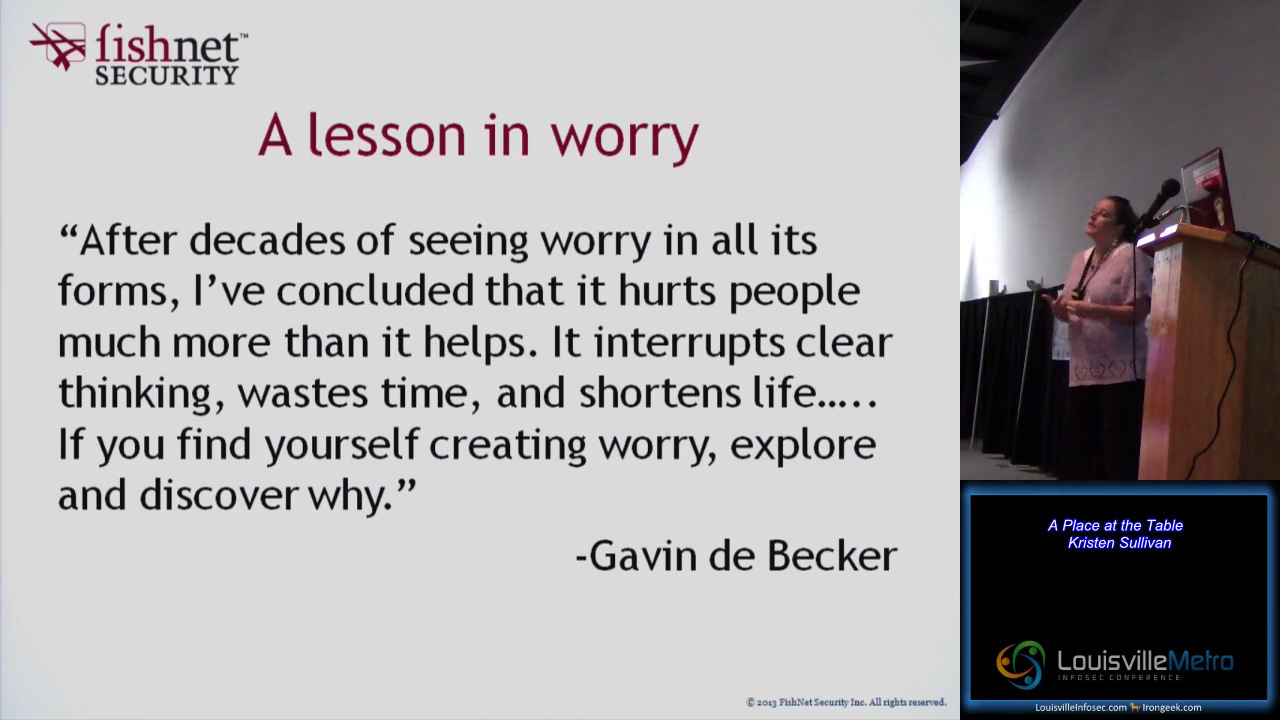 fishnet™
SECURITY
A lesson in worry
“After decades of seeing worry in all its
forms, I’ve concluded that it hurts people
much more than it helps. It interrupts clear
thinking, wastes time, and shortens life…..
If you find yourself creating worry, explore
and discover why.”
-Gavin de Becker
© 2013 FishNet Security Inc. All rights reserved.
A Place at the Table
Kristen Sullivan
LouisvilleMetro
INFOSEC CONFERENCE
LouisvilleInfosec.com Irongeek.com